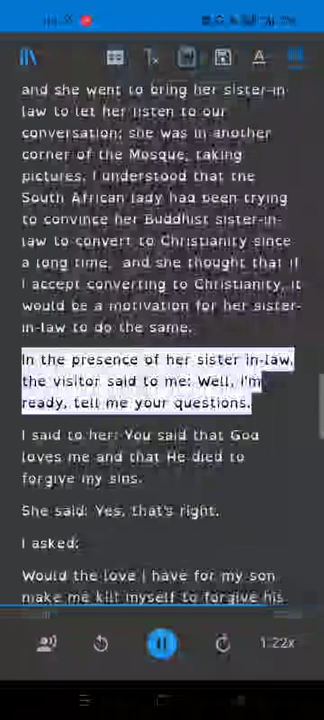 and she went to bring her sister-in-
law to let her listen to our
conversation; she was in another
corner of the Mosque, taking
pictures. I understood that the
South African lady had been trying
to convince her Buddhist sister-in-
law to convert to Christianity since
a long time, and she thought that if
I accept converting to Christianity, it
would be a motivation for her sister-
in-law to do the same.
In the presence of her sister in-law,
the visitor said to me: Well, I'm
ready, tell me your questions.
I said to her: You said that God
loves me and that He died to
forgive my sins.
She said: Yes, that's right.
I asked:
Would the love I have for my son
make me kill myself to forgive his
1.22x